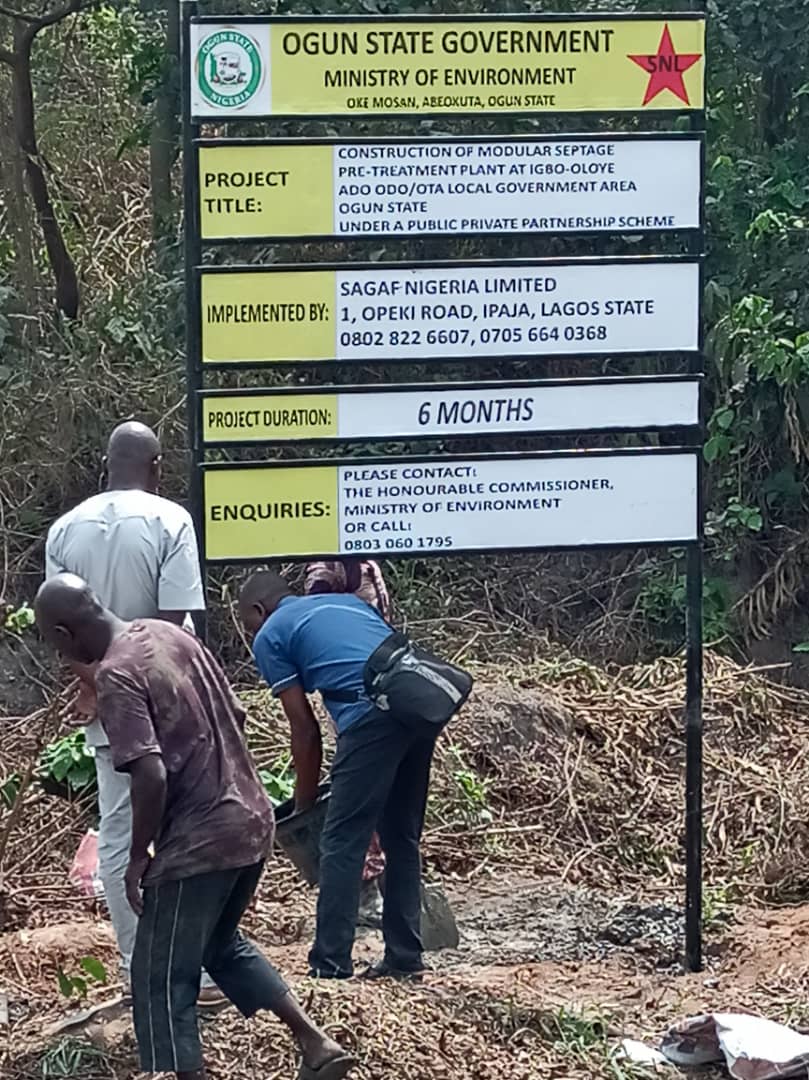 OGUN STATE
NIGERIA
OGUN STATE GOVERNMENT
MINISTRY OF ENVIRONMENT
OKE MOSAN, ABEOKUTA, OGUN STATE
SNL
PROJECT
TITLE:
CONSTRUCTION OF MODULAR SEPTAGE
PRE-TREATMENT PLANT AT IGBO-OLOYE
ADO ODO/OTA LOCAL GOVERNMENT AREA
OGUN STATE
UNDER A PUBLIC PRIVATE PARTNERSHIP SCHEME
IMPLEMENTED BY:
SAGAF NIGERIA LIMITED
1, OPEKI ROAD, IPAJA, LAGOS STATE
0802 822 6607, 0705 664 0368
PROJECT DURATION:
6 MONTHS
ENQUIRIES:
PLEASE CONTACT:
THE HONOURABLE COMMISSIONER,
MINISTRY OF ENVIRONMENT
OR CALL:
0803 060 1795